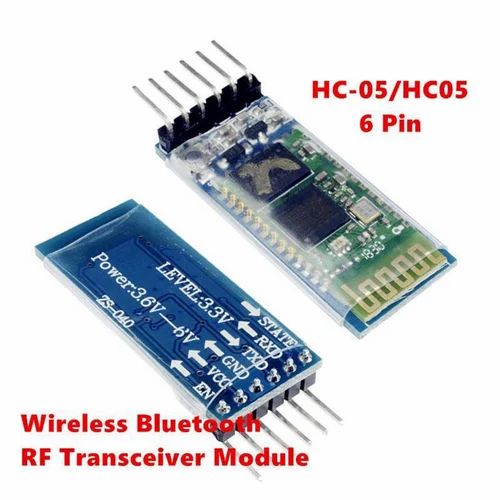 HC-05/HC05
6 Pin
1830
LEVEL:3.3V
Power:3.6V—6V
ZS-040
STATE
RXD
TXD
GND
VCC
EN
Wireless Bluetooth
RF Transceiver Module